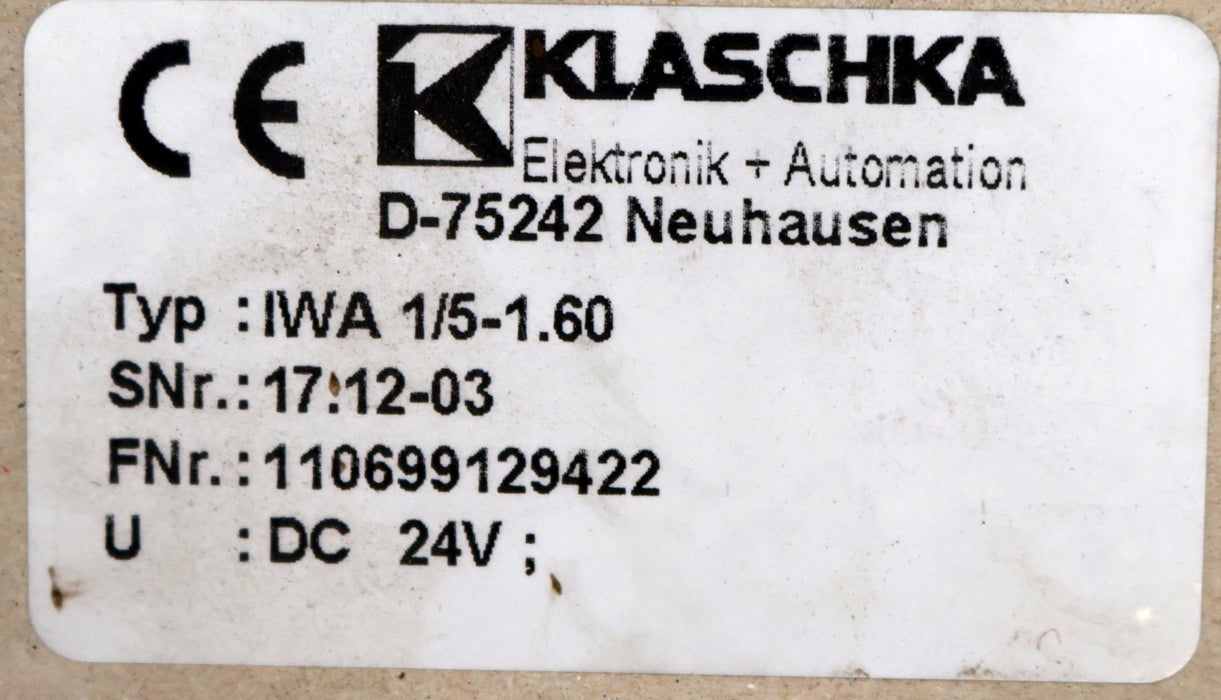 CE KLASCHKA
Elektronik + Automation
D-75242 Neuhausen
Typ : IWA 1/5-1.60
SNr.: 17.12-03
FNr.: 110699129422
U : DC 24V ;